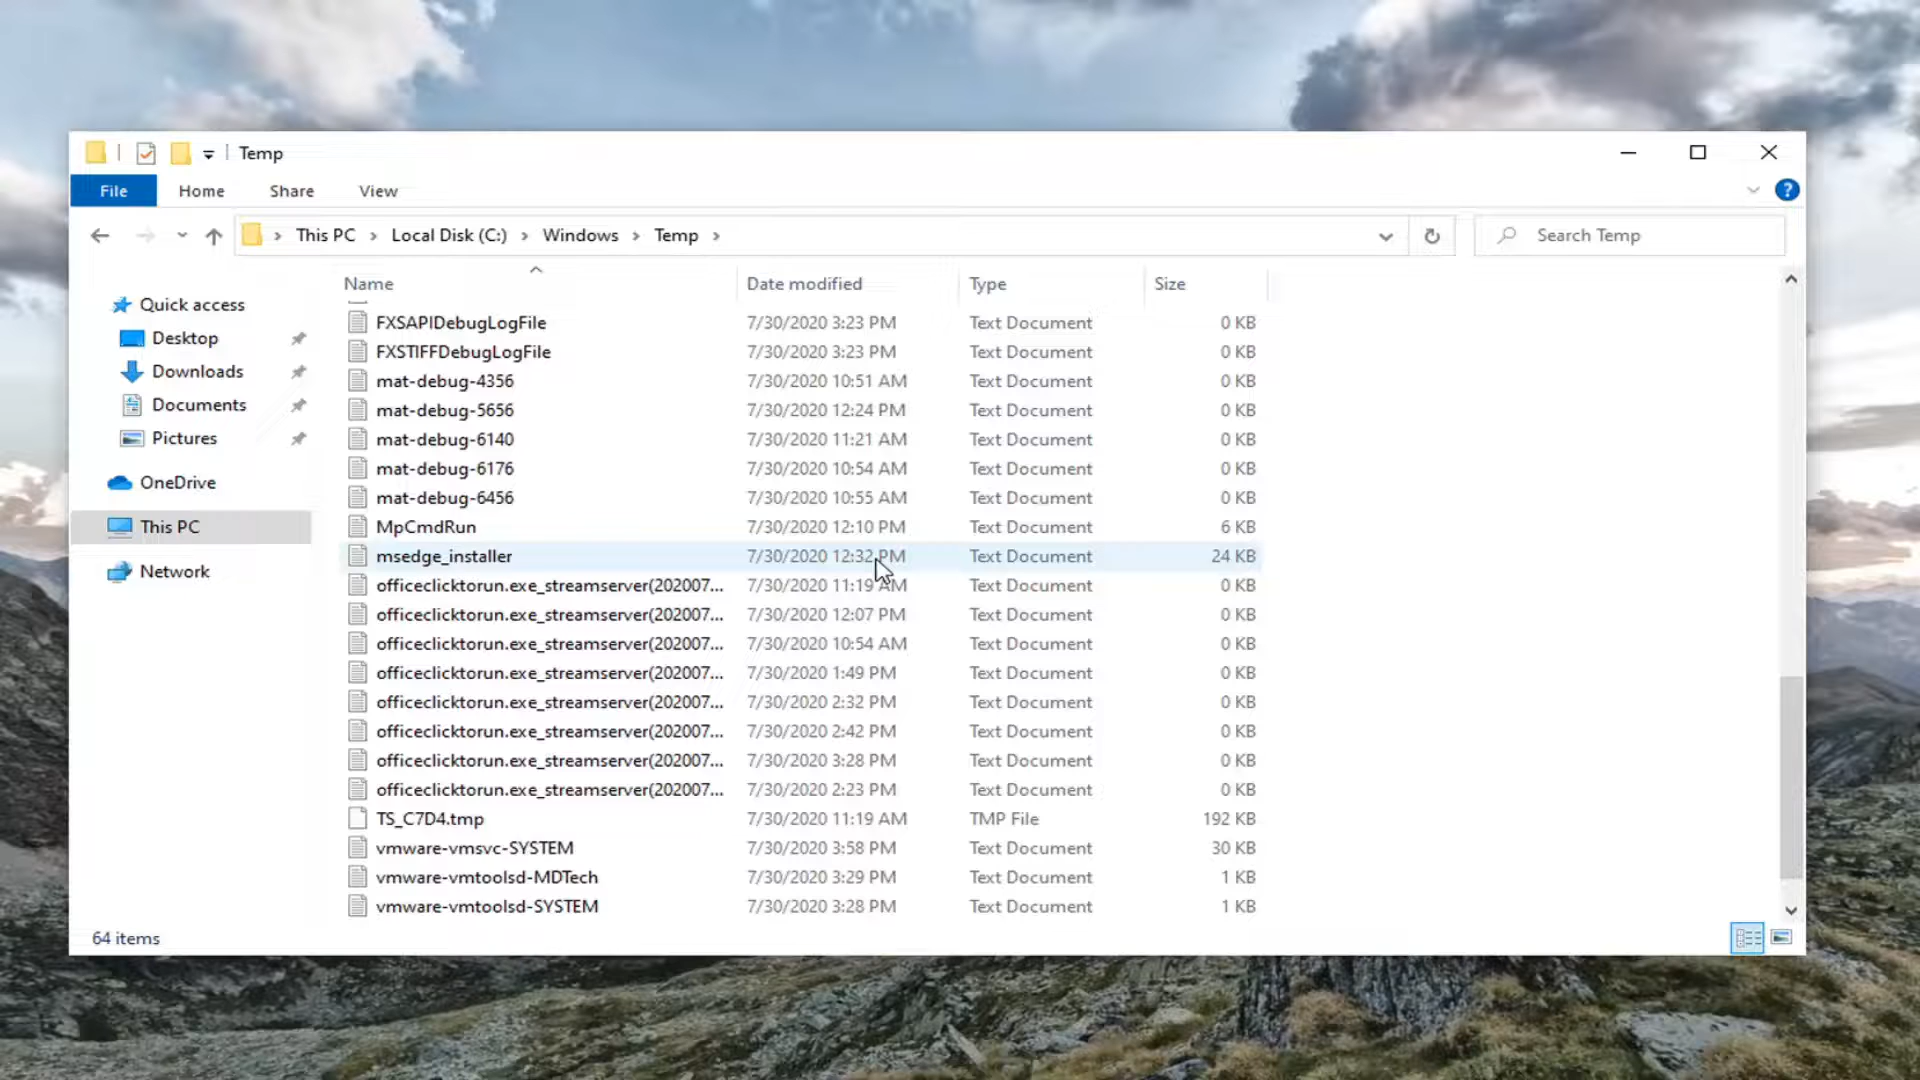 Temp
File Home Share View ?
This PC Local Disk (C:) Windows Temp Search Temp
Name Date modified Type Size
Quick access
Desktop
Downloads
Documents
Pictures
OneDrive
This PC
Network
FXSAPIDebugLogFile 7/30/2020 3:23 PM Text Document 0 KB
FXSTIFFDebugLogFile 7/30/2020 3:23 PM Text Document 0 KB
mat-debug-4356 7/30/2020 10:51 AM Text Document 0 KB
mat-debug-5656 7/30/2020 12:24 PM Text Document 0 KB
mat-debug-6140 7/30/2020 11:21 AM Text Document 0 KB
mat-debug-6176 7/30/2020 10:54 AM Text Document 0 KB
mat-debug-6456 7/30/2020 10:55 AM Text Document 0 KB
MpCmdRun 7/30/2020 12:10 PM Text Document 6 KB
msedge_installer 7/30/2020 12:32 PM Text Document 24 KB
officeclicktorun.exe_streamserver(202007... 7/30/2020 11:19 AM Text Document 0 KB
officeclicktorun.exe_streamserver(202007... 7/30/2020 12:07 PM Text Document 0 KB
officeclicktorun.exe_streamserver(202007... 7/30/2020 10:54 AM Text Document 0 KB
officeclicktorun.exe_streamserver(202007... 7/30/2020 1:49 PM Text Document 0 KB
officeclicktorun.exe_streamserver(202007... 7/30/2020 2:32 PM Text Document 0 KB
officeclicktorun.exe_streamserver(202007... 7/30/2020 2:42 PM Text Document 0 KB
officeclicktorun.exe_streamserver(202007... 7/30/2020 3:28 PM Text Document 0 KB
officeclicktorun.exe_streamserver(202007... 7/30/2020 2:23 PM Text Document 0 KB
TS_C7D4.tmp 7/30/2020 11:19 AM TMP File 192 KB
vmware-vmsvc-SYSTEM 7/30/2020 3:58 PM Text Document 30 KB
vmware-vmtoolsd-MDTech 7/30/2020 3:29 PM Text Document 1 KB
vmware-vmtoolsd-SYSTEM 7/30/2020 3:28 PM Text Document 1 KB
64 items